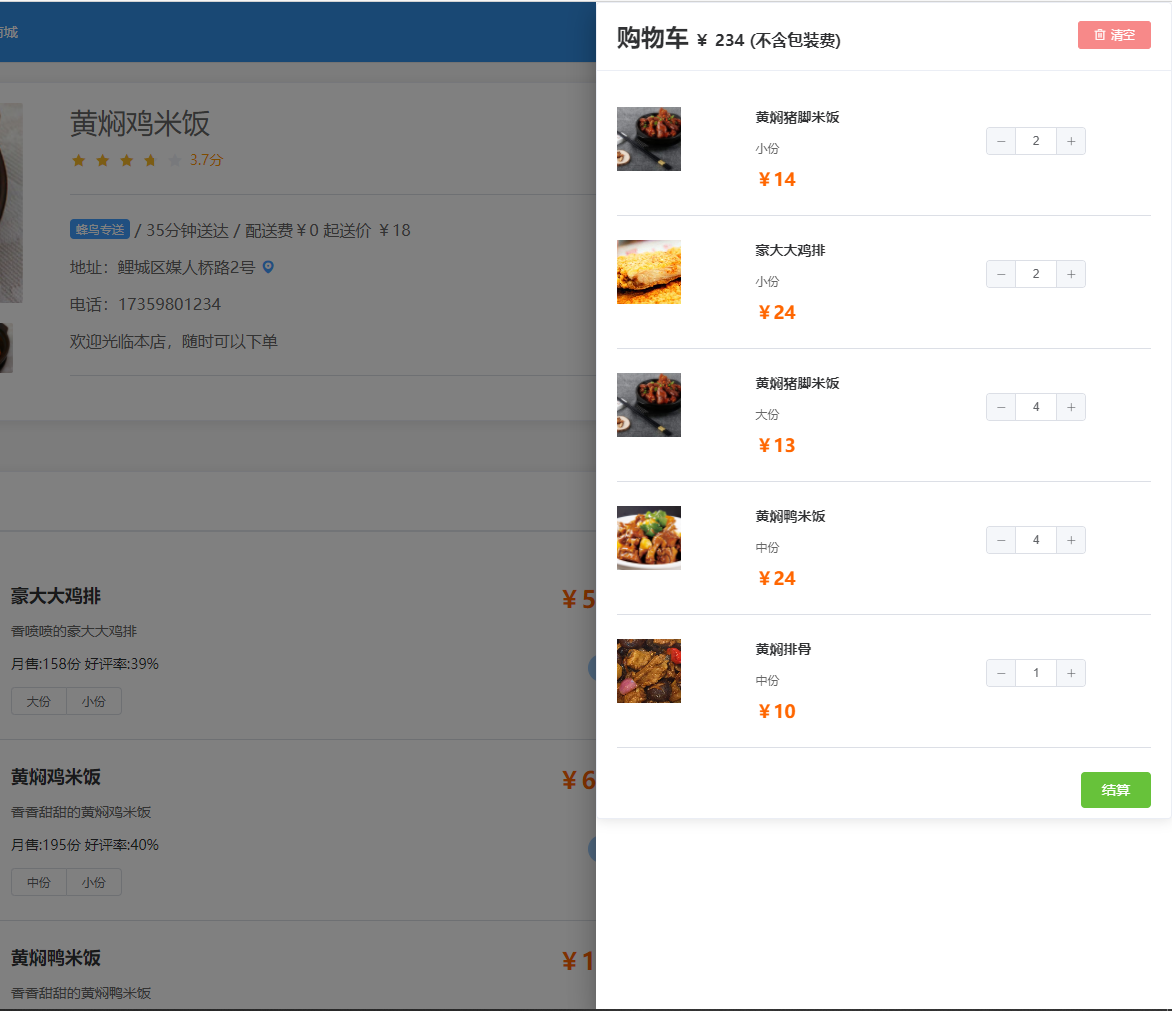 商城
黄焖鸡米饭
3.7分
蜂鸟专送 / 35分钟送达 / 配送费￥0 起送价 ￥18
地址：鲤城区媒人桥路2号
电话：17359801234
欢迎光临本店，随时可以下单
豪大大鸡排
￥5
香喷喷的豪大大鸡排
月售:158份 好评率:39%
大份 小份
黄焖鸡米饭
￥6
香香甜甜的黄焖鸡米饭
月售:195份 好评率:40%
中份 小份
黄焖鸭米饭
￥1
香香甜甜的黄焖鸭米饭
购物车 ￥ 234 (不含包装费)
清空
黄焖猪脚米饭
小份
￥14
− 2 +
豪大大鸡排
小份
￥24
− 2 +
黄焖猪脚米饭
大份
￥13
− 4 +
黄焖鸭米饭
中份
￥24
− 4 +
黄焖排骨
中份
￥10
− 1 +
结算